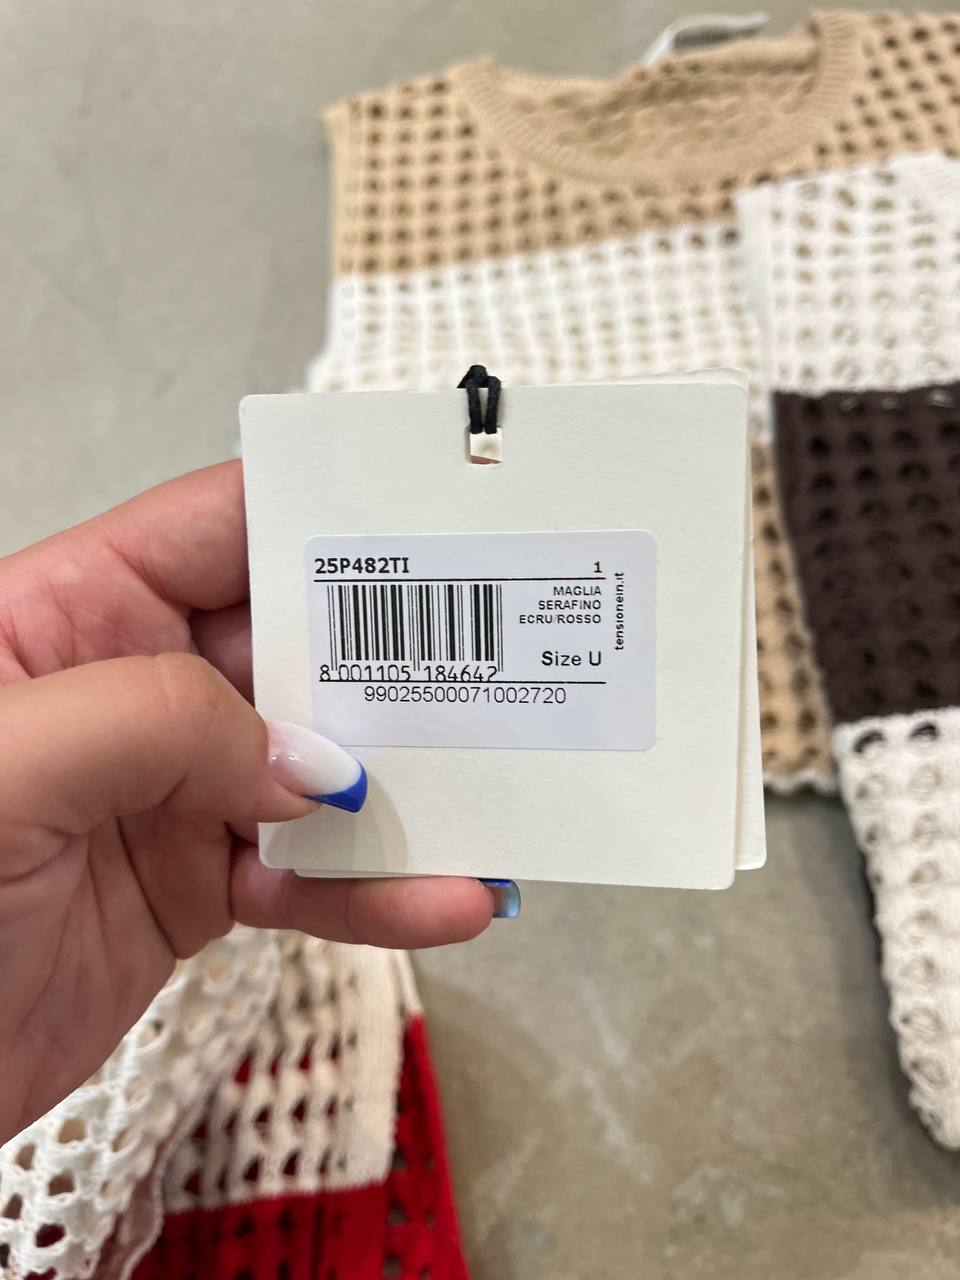 25P482TI 1
MAGLIA
SERAFINO
ECRU/ROSSO
tensionein.it
Size U
8 001105 184642
99025500071002720